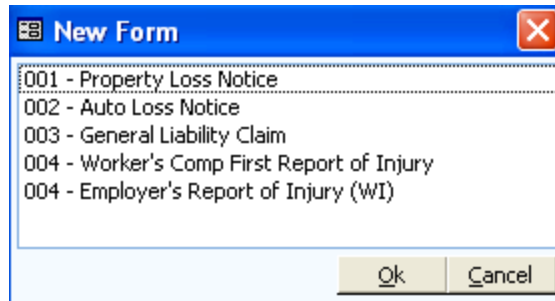 New Form
001 - Property Loss Notice
002 - Auto Loss Notice
003 - General Liability Claim
004 - Worker's Comp First Report of Injury
004 - Employer's Report of Injury (WI)
Ok Cancel